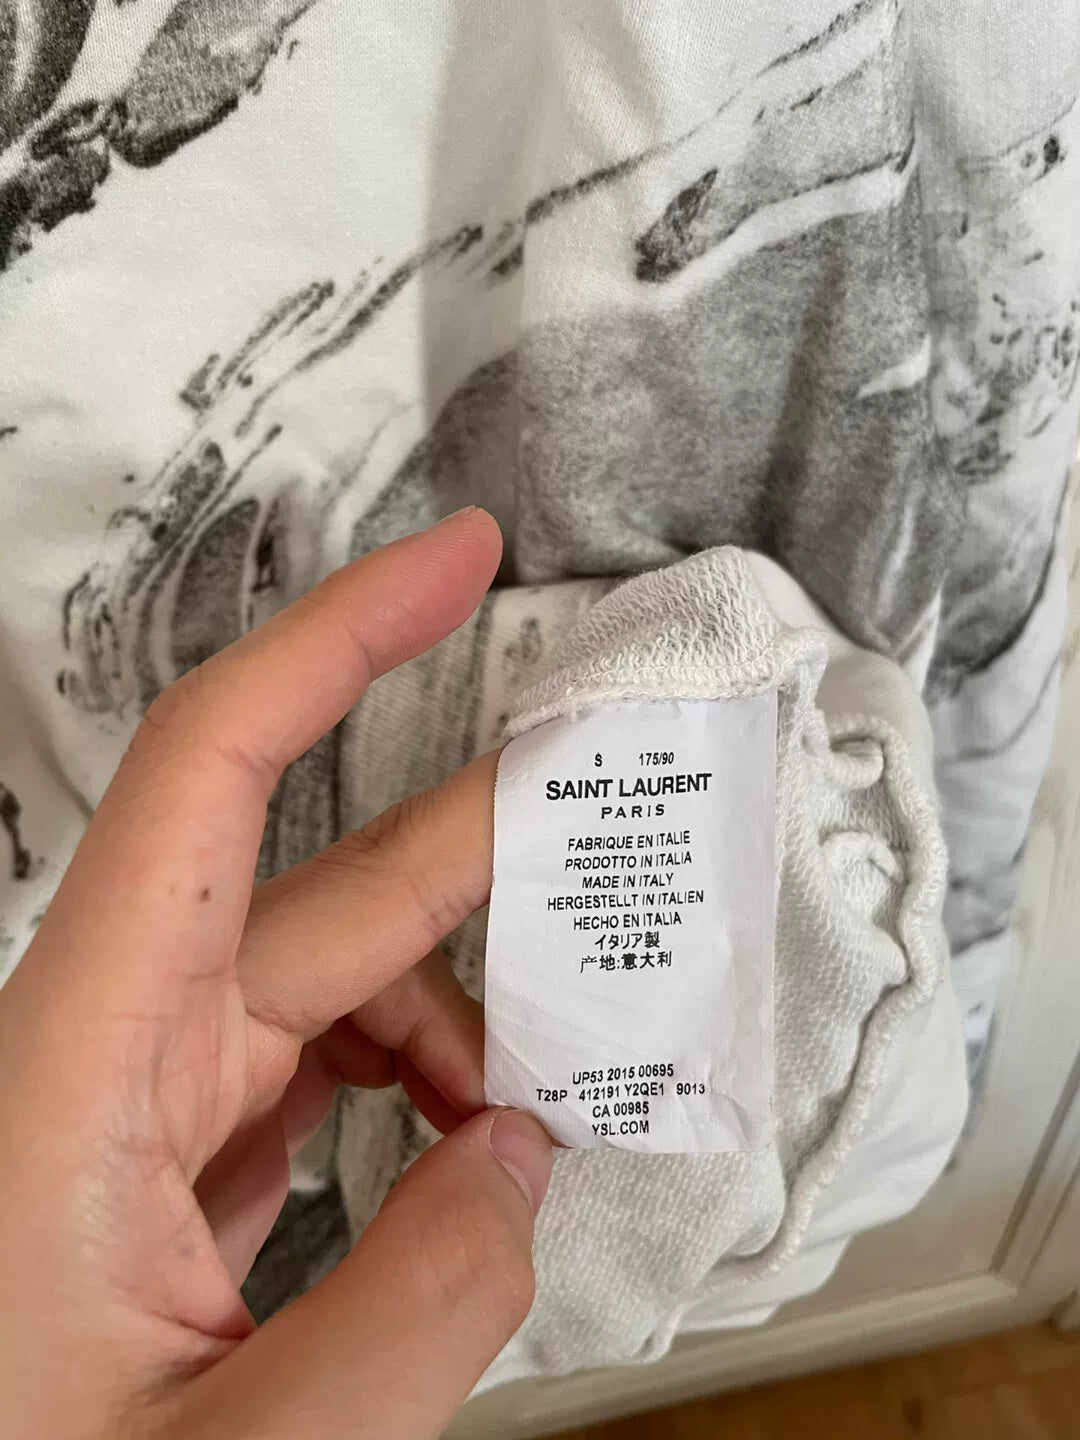 S 175/90
SAINT LAURENT
PARIS
FABRIQUE EN ITALIE
PRODOTTO IN ITALIA
MADE IN ITALY
HERGESTELLT IN ITALIEN
HECHO EN ITALIA
イタリア製
产地:意大利
UP53 2015 00695
T28P 412191 Y2QE1 9013
CA 00985
YSL.COM